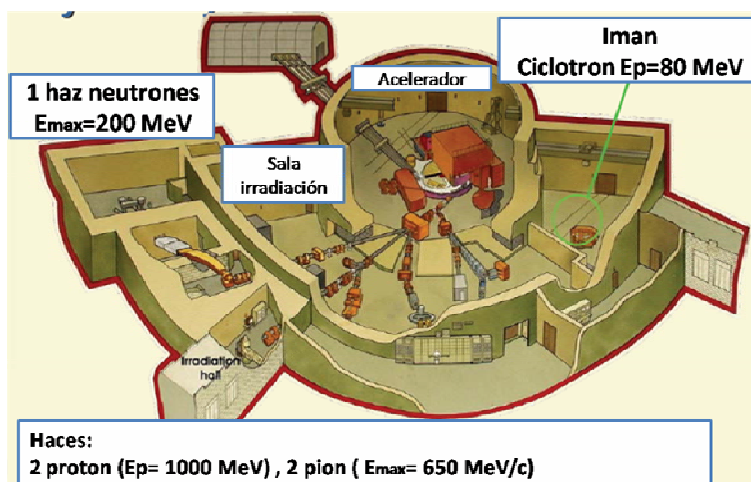 Iman
Ciclotron Ep=80 MeV
Acelerador
1 haz neutrones
Emax=200 MeV
Sala
irradiación
Irradiation
hall
Haces:
2 proton (Ep= 1000 MeV) , 2 pion ( Emax= 650 MeV/c)